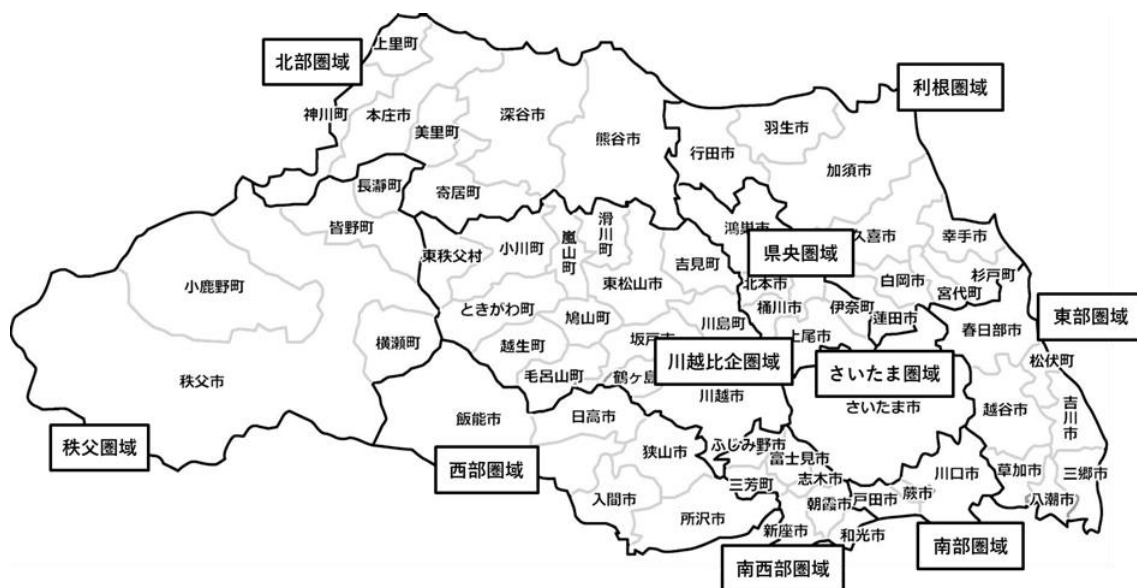 上里町
北部圏域
利根圏域
神川町
本庄市
美里町
深谷市
熊谷市
行田市
羽生市
加須市
長瀞町
寄居町
皆野町
鴻巣市
県央圏域
久喜市
幸手市
東秩父村
小川町
嵐山町
滑川町
吉見町
東松山市
北本市
白岡市
杉戸町
宮代町
小鹿野町
ときがわ町
鳩山町
川島町
桶川市
伊奈町
蓮田市
春日部市
東部圏域
横瀬町
越生町
坂戸市
川越比企圏域
上尾市
さいたま圏域
松伏町
秩父市
毛呂山町
鶴ヶ島
川越市
さいたま市
越谷市
吉川市
飯能市
日高市
秩父圏域
西部圏域
狭山市
ふじみ野市
富士見市
三芳町
志木市
川口市
草加市
三郷市
入間市
所沢市
朝霞市
戸田市
蕨市
八潮市
新座市
和光市
南部圏域
南西部圏域